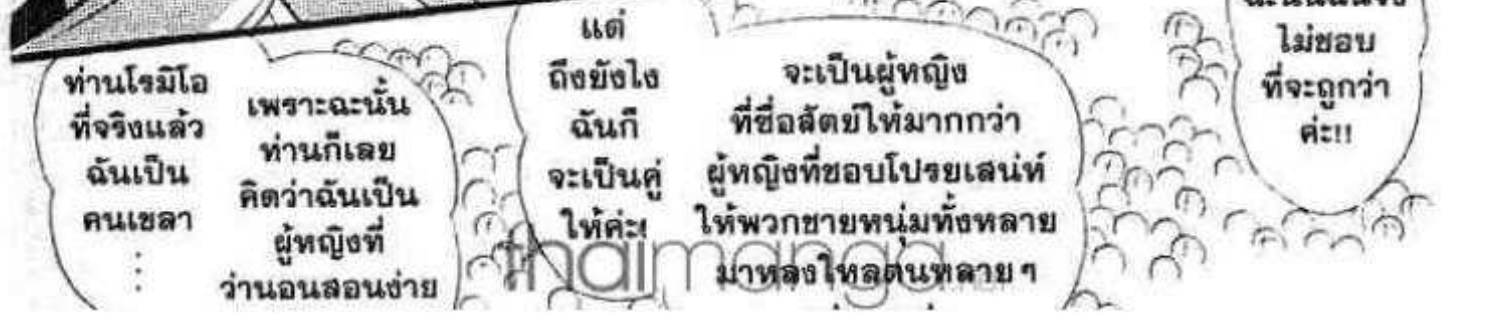 ท่านโรมิโอ
ที่จริงแล้ว
ฉันเป็น
คนเขลา
เพราะฉะนั้น
ท่านก็เลย
คิดว่าฉันเป็น
ผู้หญิงที่
ว่านอนสอนง่าย
แต่
ถึงยังไง
ฉันก็
จะเป็นคู่
ให้ค่ะ!
จะเป็นผู้หญิง
ที่ซื่อสัตย์ให้มากกว่า
ผู้หญิงที่ชอบโปรยเสน่ห์
ให้พวกชายหนุ่มทั้งหลาย
มาหลงใหลตนหลาย ๆ
ไม่ชอบ
ที่จะถูกว่า
ค่ะ!!
thaimanga